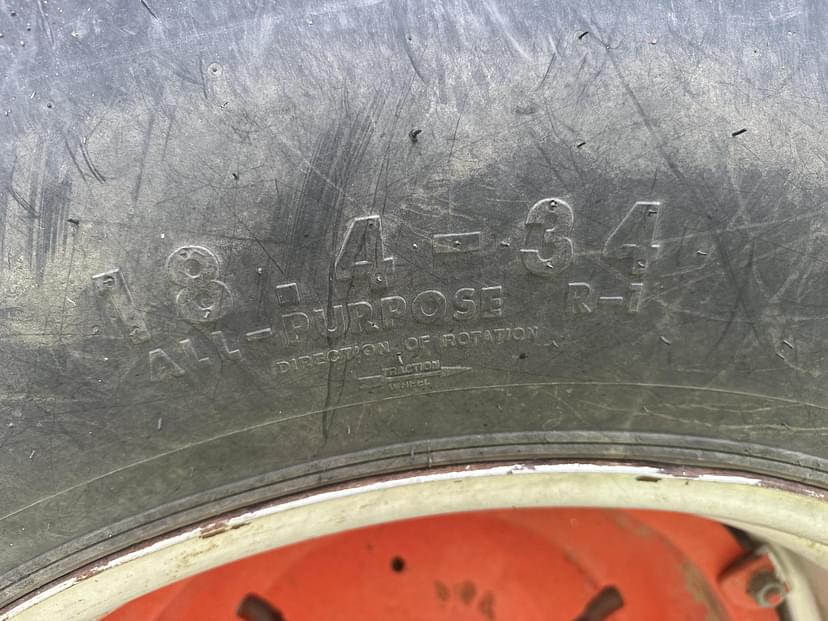 18.4-34
ALL-PURPOSE R-1
DIRECTION OF ROTATION
TRACTION
WHEEL